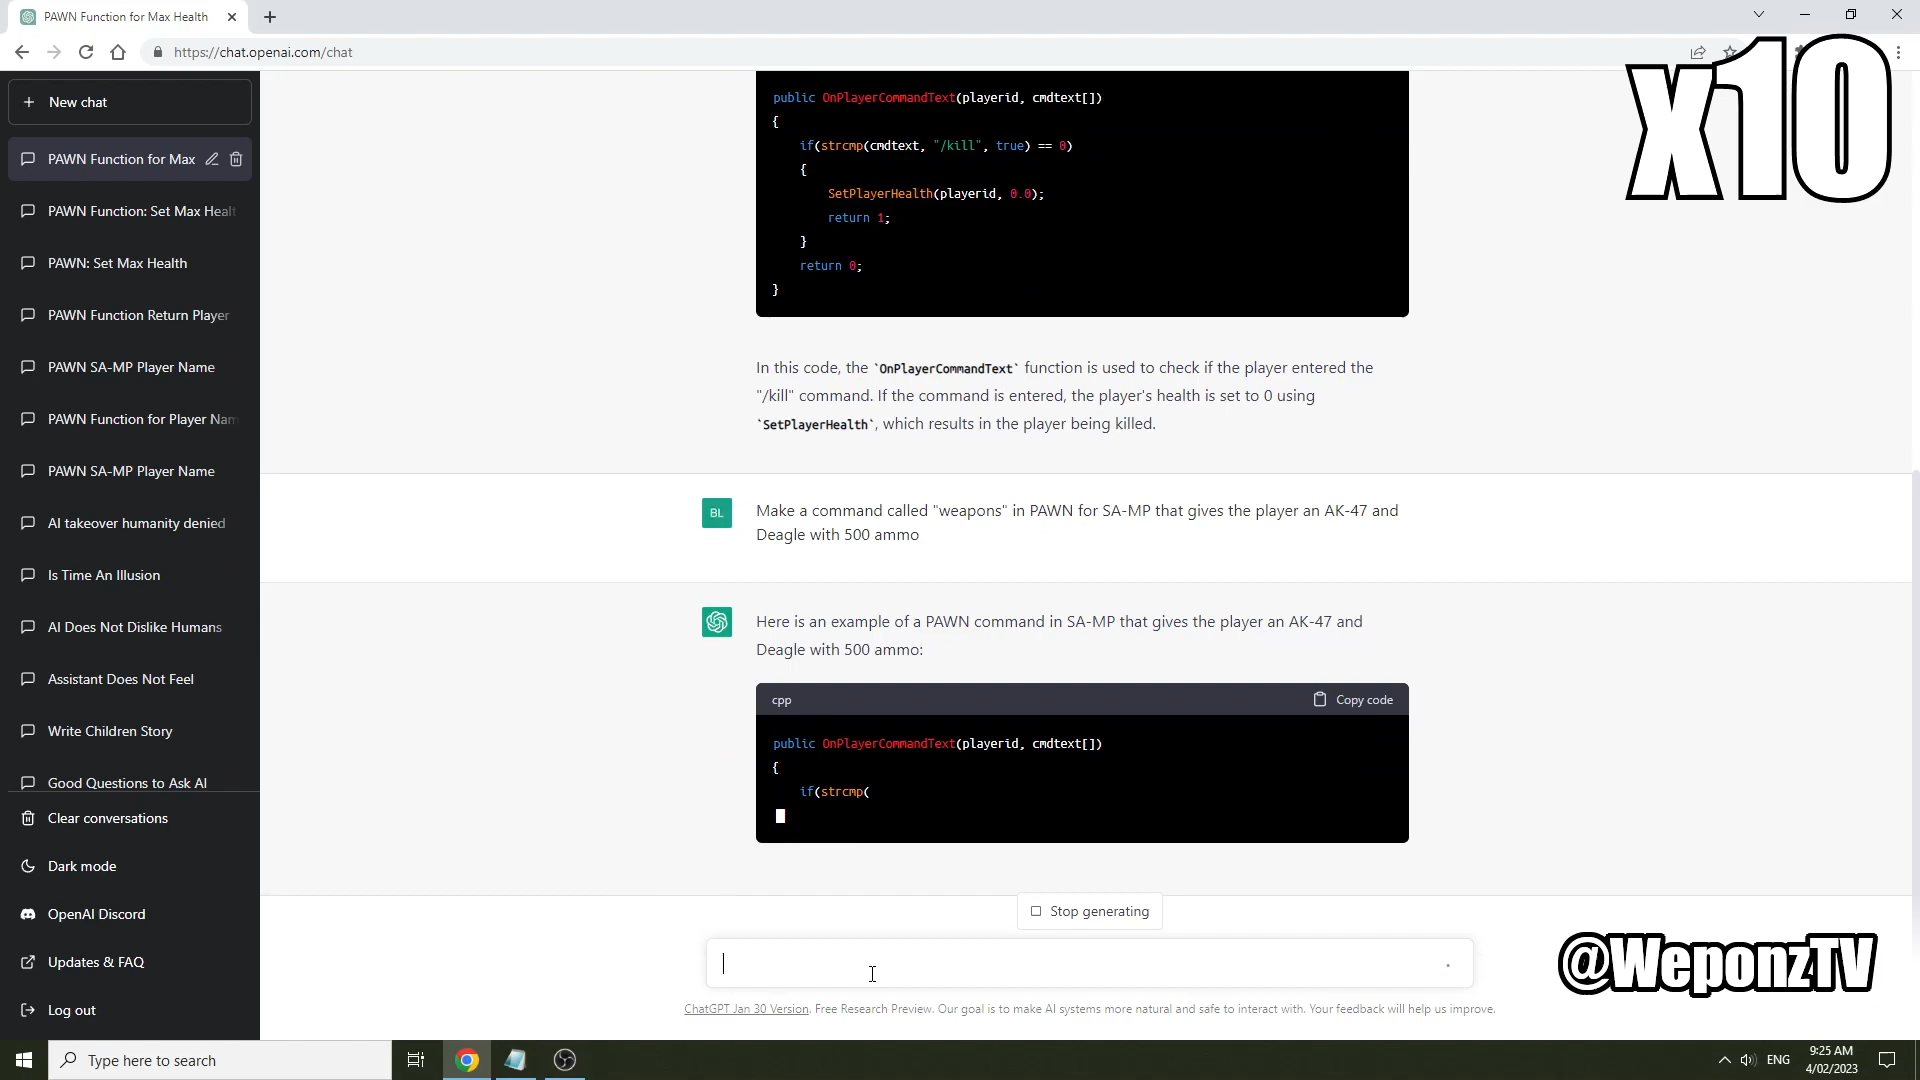 PAWN Function for Max Health
https://chat.openai.com/chat
x10
New chat
PAWN Function for Max
PAWN Function: Set Max Healt
PAWN: Set Max Health
PAWN Function Return Player
PAWN SA-MP Player Name
PAWN Function for Player Nam
PAWN SA-MP Player Name
AI takeover humanity denied
Is Time An Illusion
AI Does Not Dislike Humans
Assistant Does Not Feel
Write Children Story
Good Questions to Ask AI
Clear conversations
Dark mode
OpenAI Discord
Updates & FAQ
Log out
public OnPlayerCommandText(playerid, cmdtext[])
{
if(strcmp(cmdtext, "/kill", true) == 0)
{
SetPlayerHealth(playerid, 0.0);
return 1;
}
return 0;
}
In this code, the `OnPlayerCommandText` function is used to check if the player entered the
"/kill" command. If the command is entered, the player's health is set to 0 using
`SetPlayerHealth`, which results in the player being killed.
BL
Make a command called "weapons" in PAWN for SA-MP that gives the player an AK-47 and
Deagle with 500 ammo
Here is an example of a PAWN command in SA-MP that gives the player an AK-47 and
Deagle with 500 ammo:
cpp
Copy code
public OnPlayerCommandText(playerid, cmdtext[])
{
if(strcmp(
Stop generating
ChatGPT Jan 30 Version. Free Research Preview. Our goal is to make AI systems more natural and safe to interact with. Your feedback will help us improve.
@WeponzTV
Type here to search
ENG
9:25 AM
4/02/2023